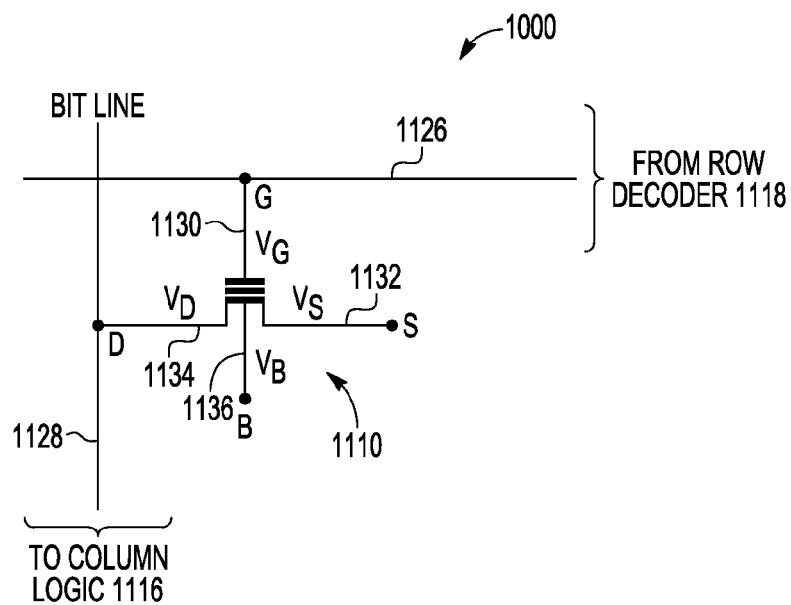 1000
BIT LINE
1126
FROM ROW
DECODER 1118
G
1130
VG
1132
VD
VS
S
D
1134
VB
1136
B
1128
1110
TO COLUMN
LOGIC 1116